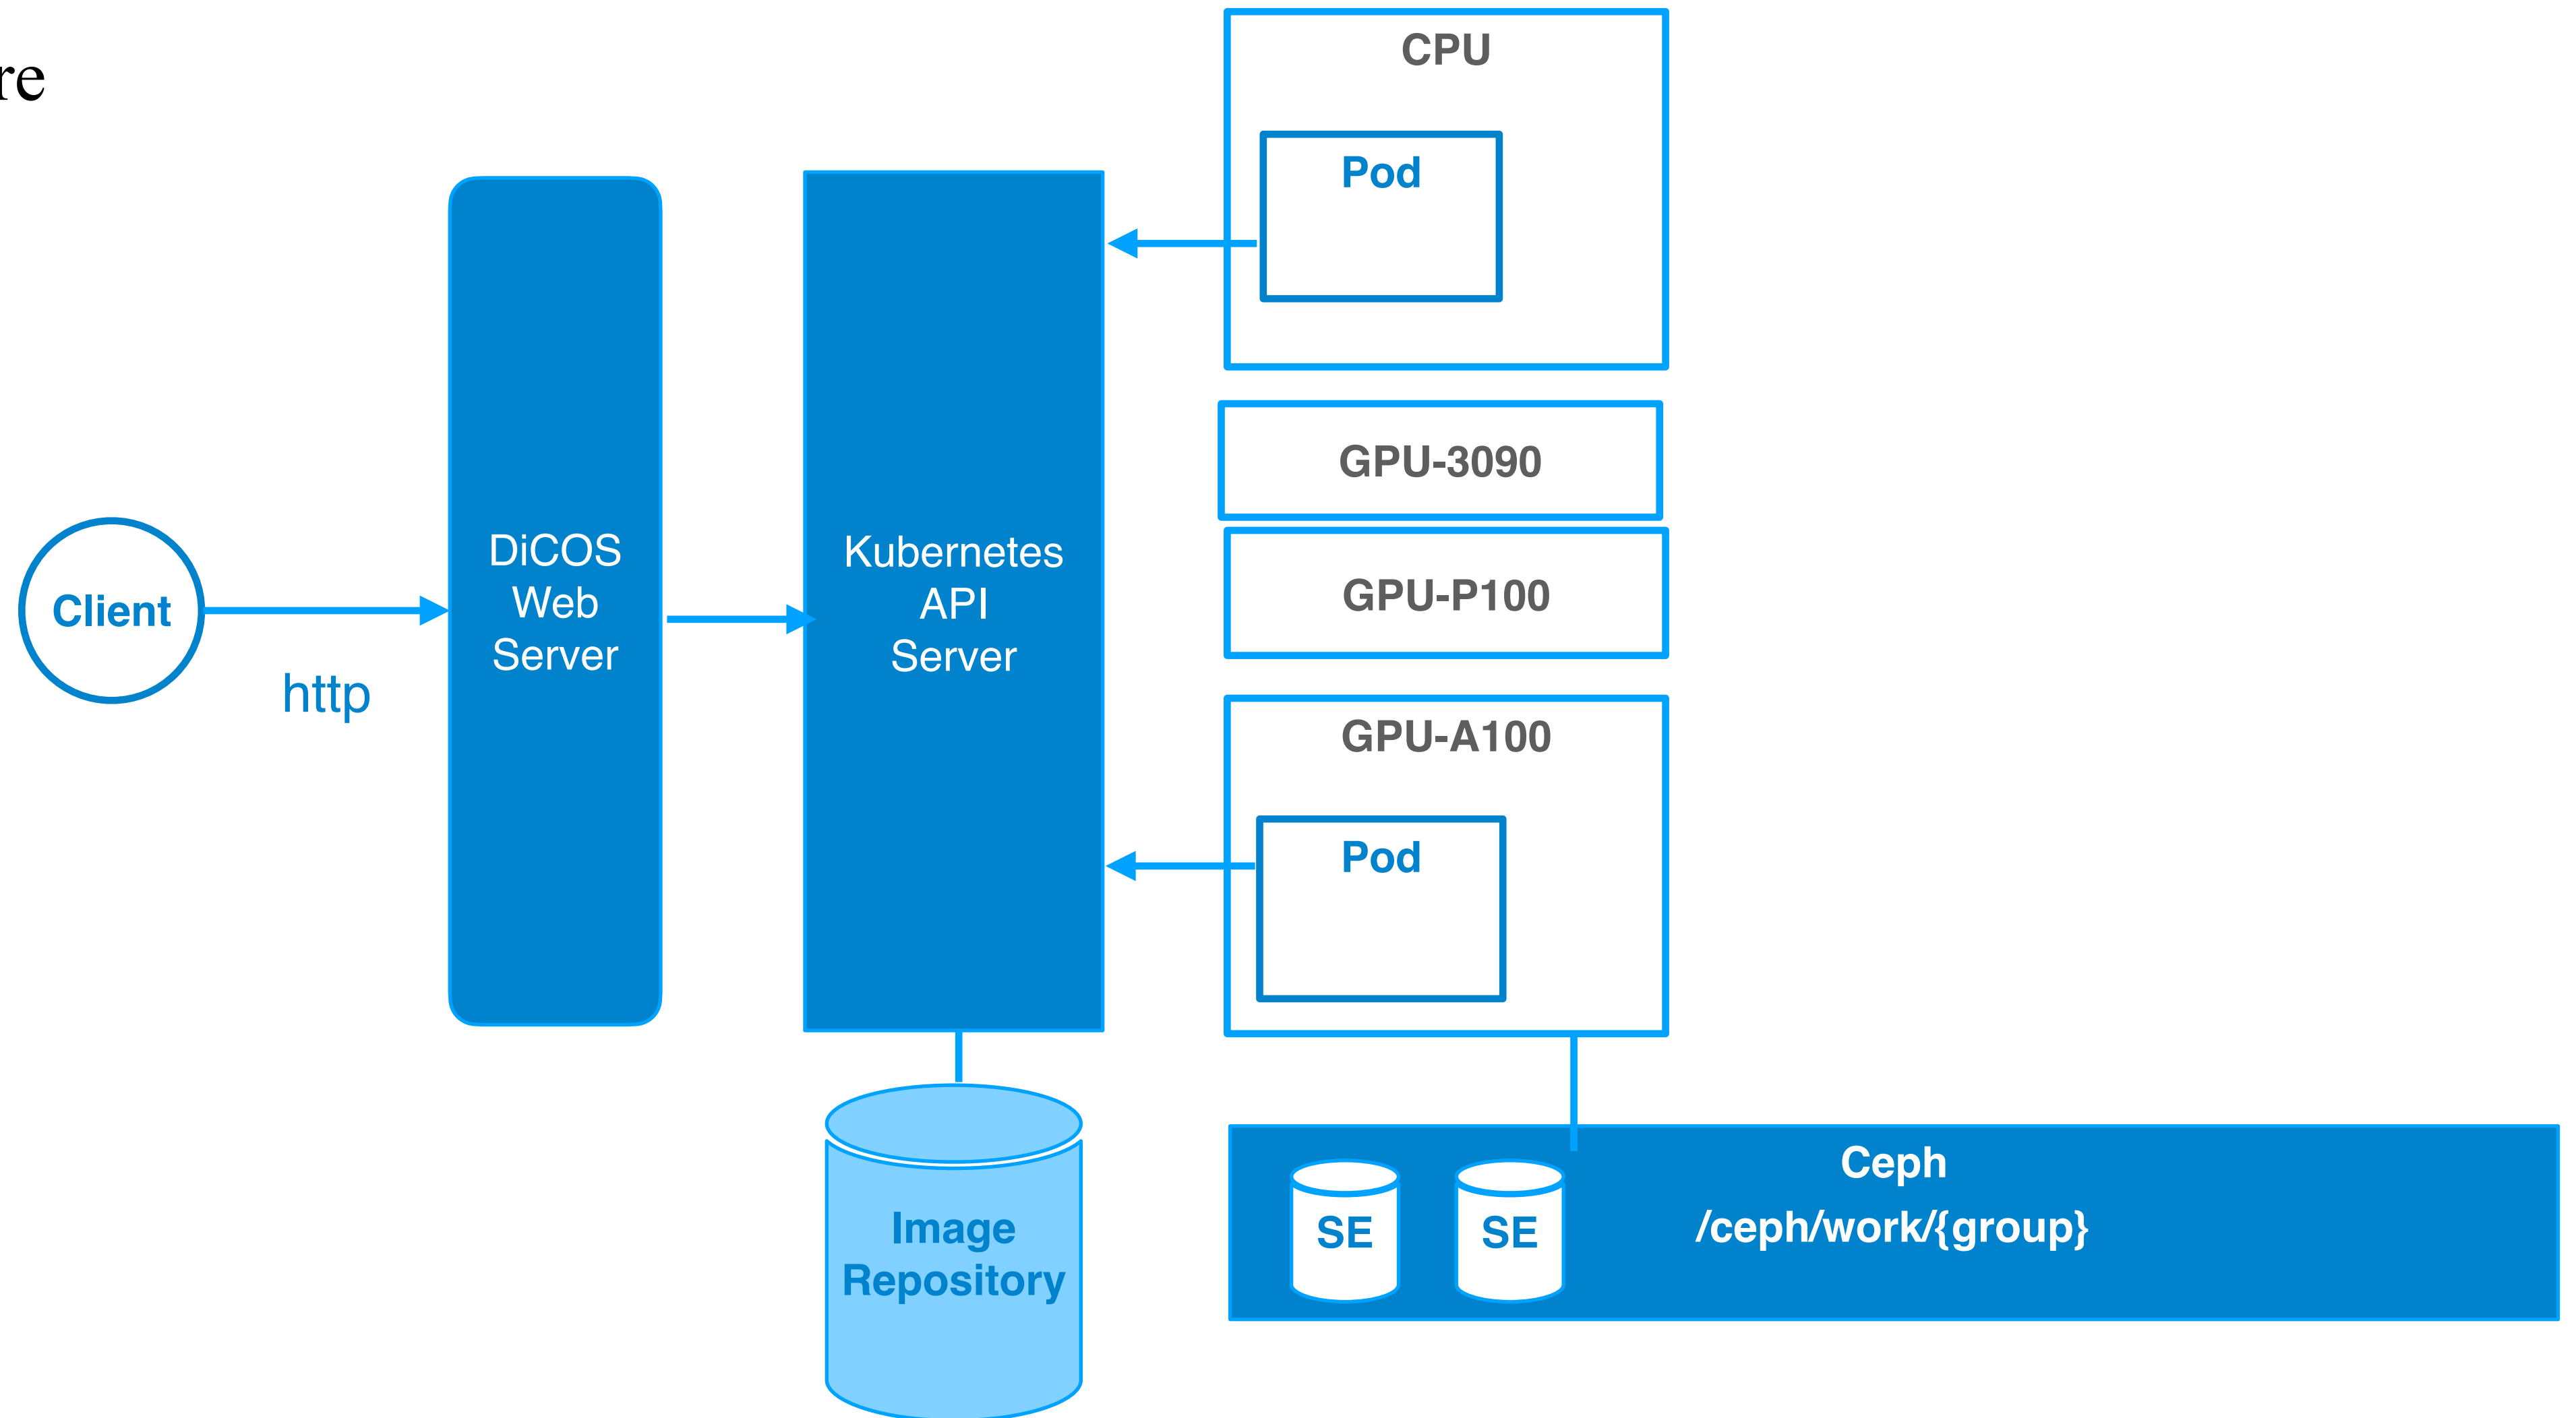 re
Client
http
DiCOS
Web
Server
Kubernetes
API
Server
CPU
Pod
GPU-3090
GPU-P100
GPU-A100
Pod
Image
Repository
SE
SE
Ceph
/ceph/work/{group}